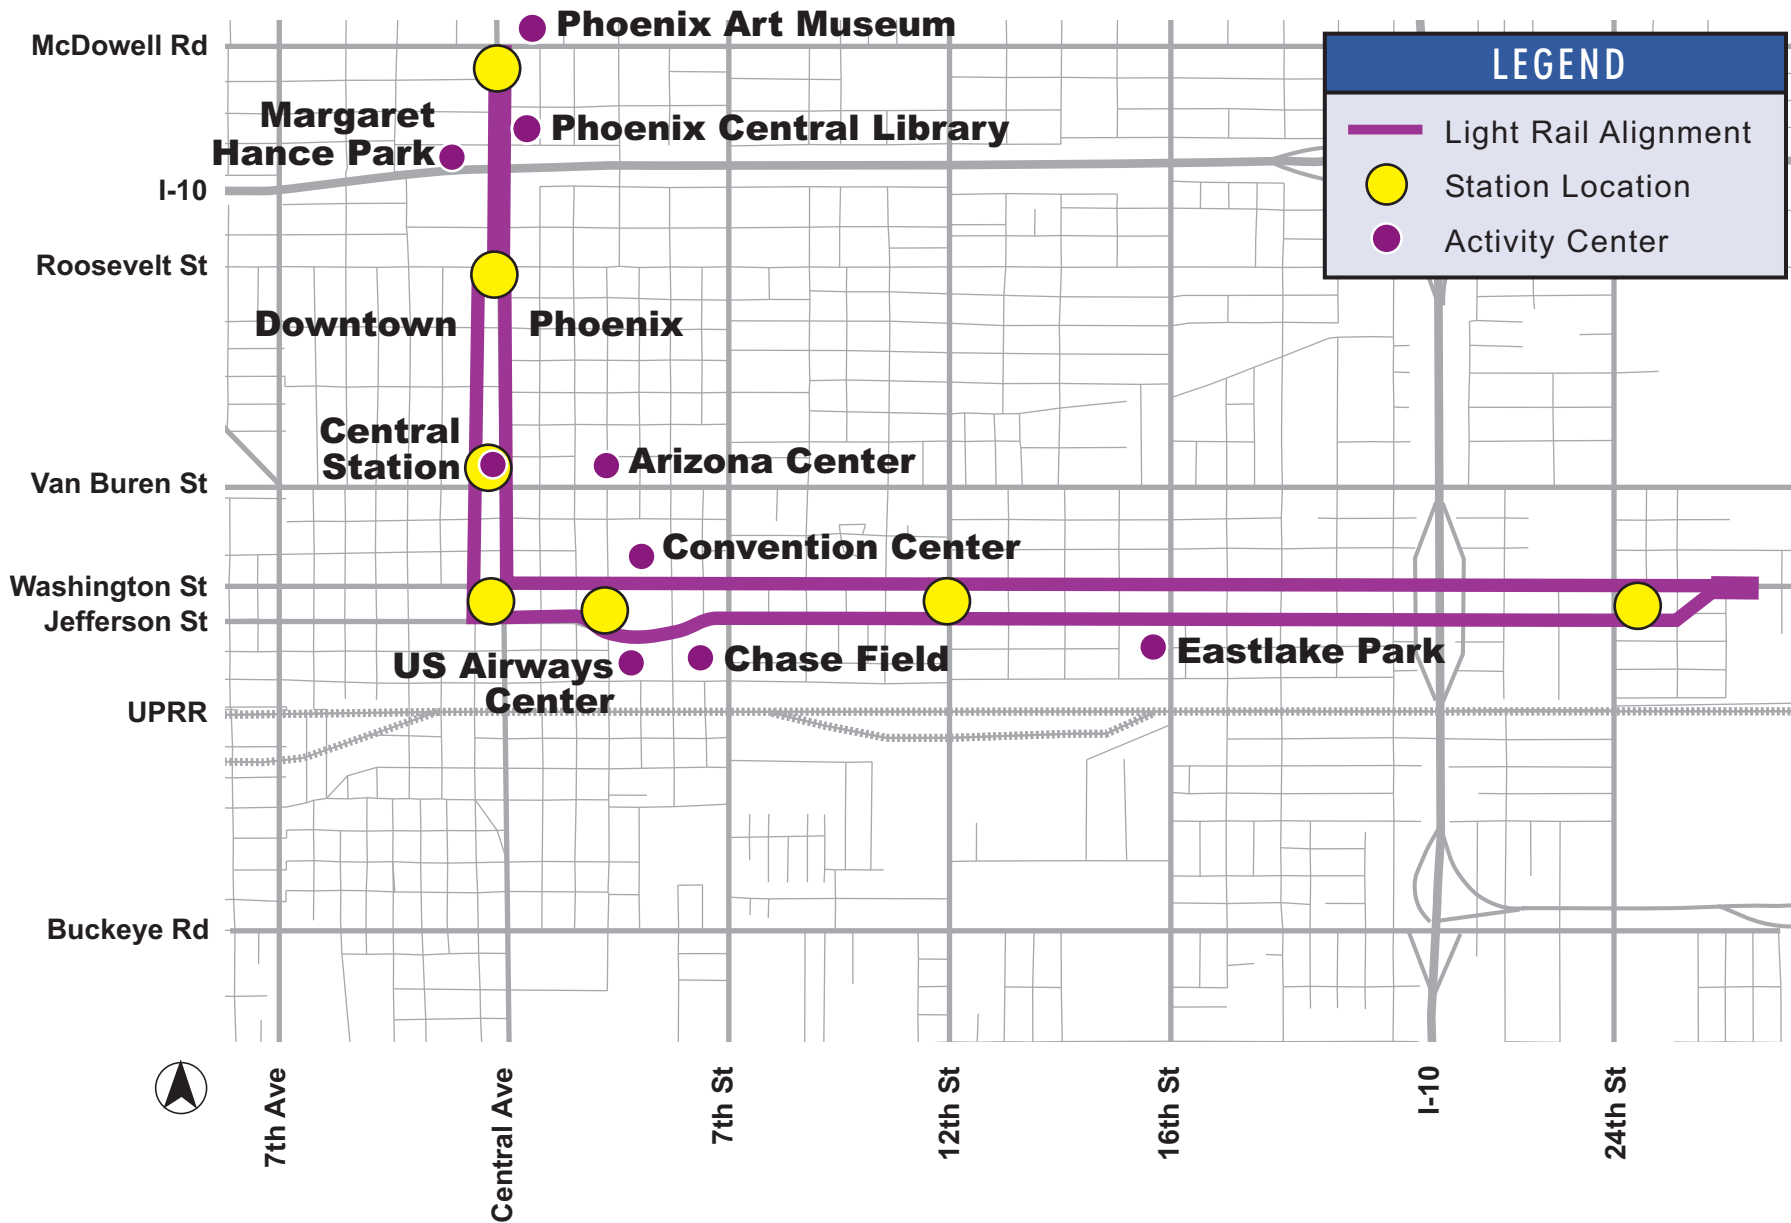 Phoenix Art Museum
McDowell Rd
LEGEND
Light Rail Alignment
Station Location
Activity Center
Margaret
Hance Park
Phoenix Central Library
I-10
Roosevelt St
Downtown
Phoenix
Central
Station
Arizona Center
Van Buren St
Convention Center
Washington St
Jefferson St
US Airways
Center
Chase Field
Eastlake Park
UPRR
Buckeye Rd
7th Ave
Central Ave
7th St
12th St
16th St
I-10
24th St